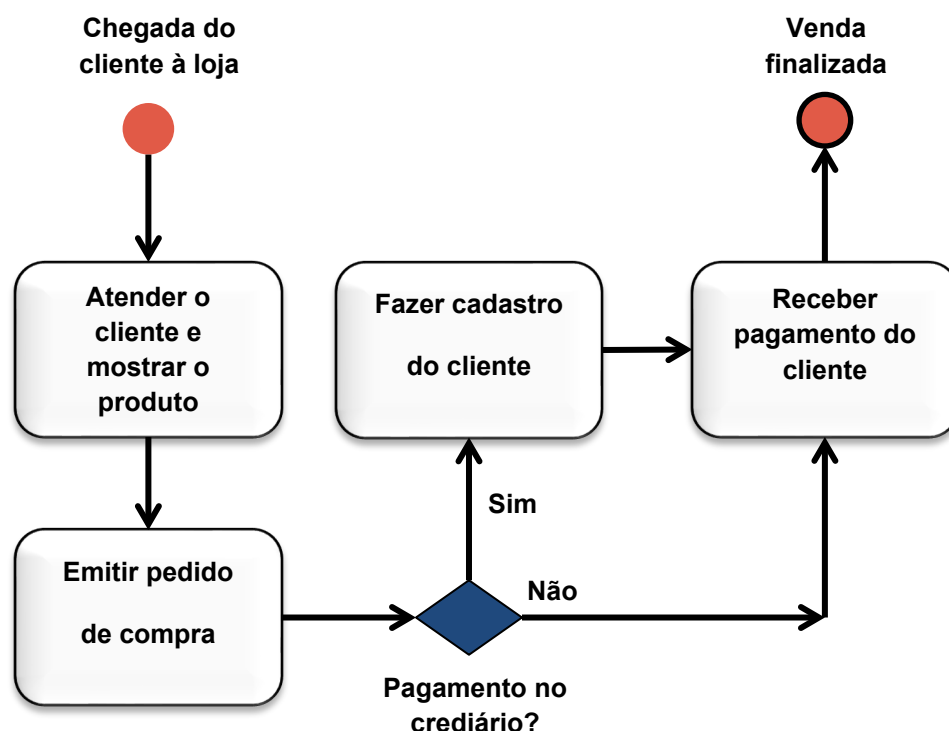 Chegada do
cliente à loja
Venda
finalizada
Atender o
cliente e
mostrar o
produto
Fazer cadastro
do cliente
Receber
pagamento do
cliente
Sim
Emitir pedido
de compra
Não
Pagamento no
crediário?